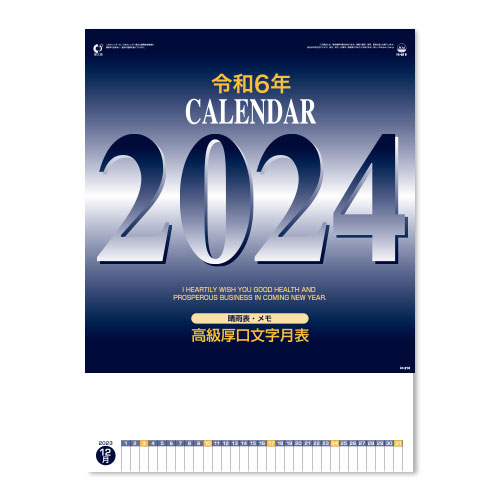 令和6年
CALENDAR
2024
I HEARTILY WISH YOU GOOD HEALTH AND
PROSPEROUS BUSINESS IN COMING NEW YEAR.
晴雨表・メモ
高級厚口文字月表
2023
12月
1 2 3 4 5 6 7 8 9 10 11 12 13 14 15 16 17 18 19 20 21 22 23 24 25 26 27 28 29 30 31